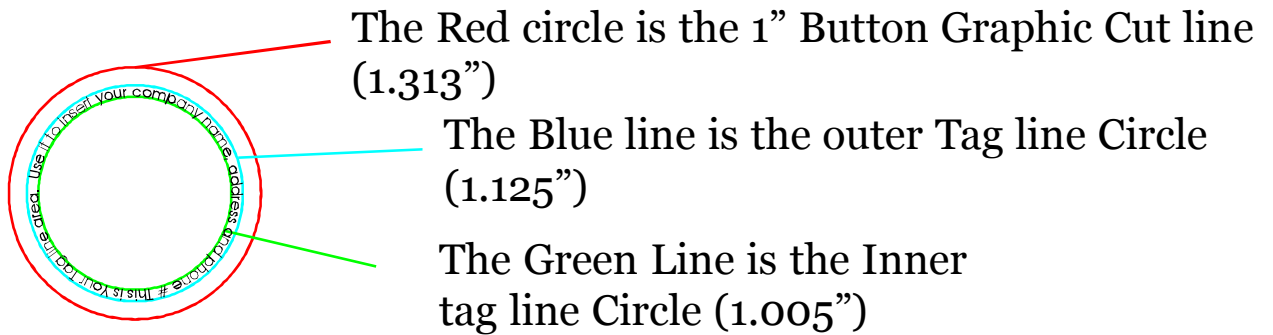 The Red circle is the 1” Button Graphic Cut line
(1.313”)
The Blue line is the outer Tag line Circle
(1.125”)
The Green Line is the Inner
tag line Circle (1.005”)
This is Your Tag line area. Use it to insert your company name, address and phone #